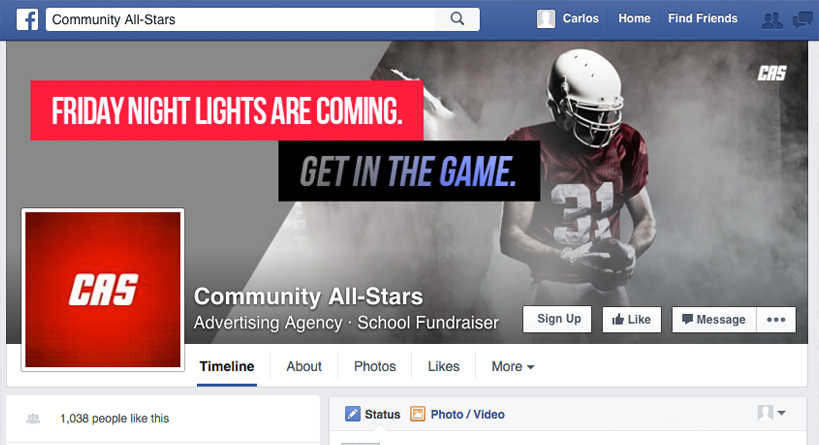 Community All-Stars
Carlos
Home
Find Friends
CAS
FRIDAY NIGHT LIGHTS ARE COMING.
GET IN THE GAME.
31
CAS
Community All-Stars
Advertising Agency · School Fundraiser
Sign Up
Like
Message
Timeline
About
Photos
Likes
More
1,038 people like this
Status
Photo / Video